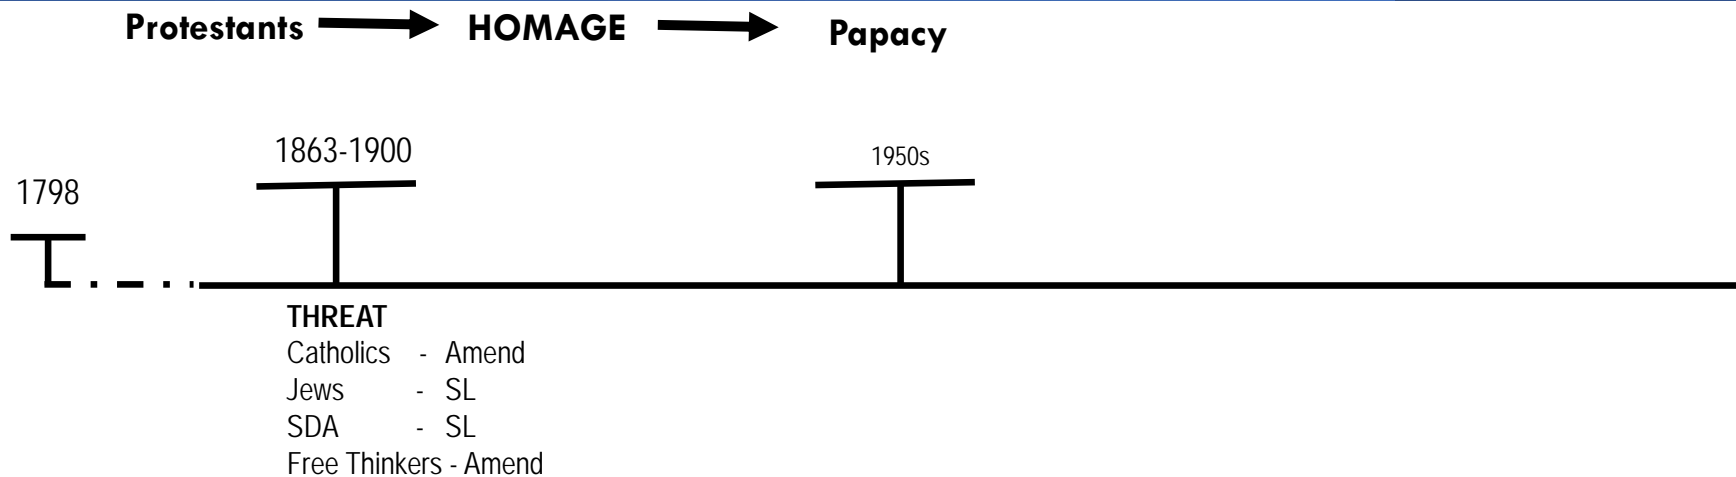 Protestants HOMAGE Papacy
1863-1900
1950s
1798
THREAT
Catholics - Amend
Jews - SL
SDA - SL
Free Thinkers - Amend